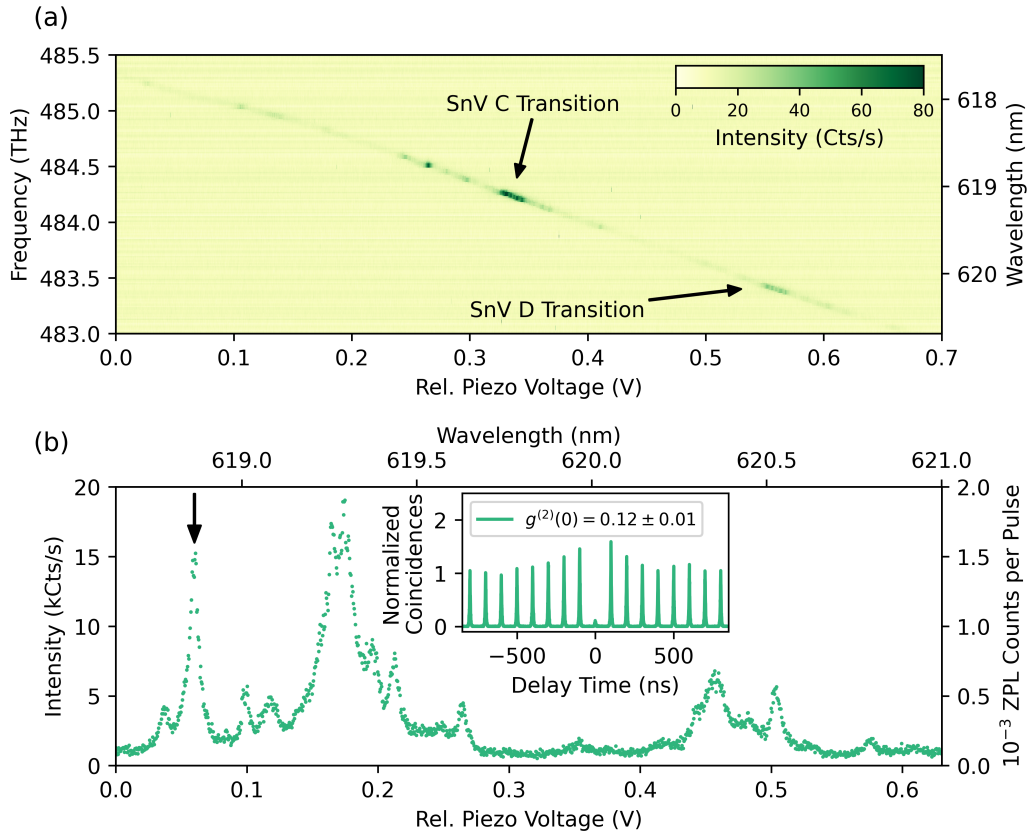 (a)
485.5
485.0
484.5
484.0
483.5
483.0
Frequency (THz)
SnV C Transition
SnV D Transition
0 20 40 60 80
Intensity (Cts/s)
618
619
620
Wavelength (nm)
0.0 0.1 0.2 0.3 0.4 0.5 0.6 0.7
Rel. Piezo Voltage (V)
(b)
Wavelength (nm)
619.0 619.5 620.0 620.5 621.0
20
15
10
5
0
Intensity (kCts/s)
2
1
0
Normalized
Coincidences
g⁽²⁾(0) = 0.12 ± 0.01
−500 0 500
Delay Time (ns)
2.0
1.5
1.0
0.5
0.0
10⁻³ ZPL Counts per Pulse
0.0 0.1 0.2 0.3 0.4 0.5 0.6
Rel. Piezo Voltage (V)